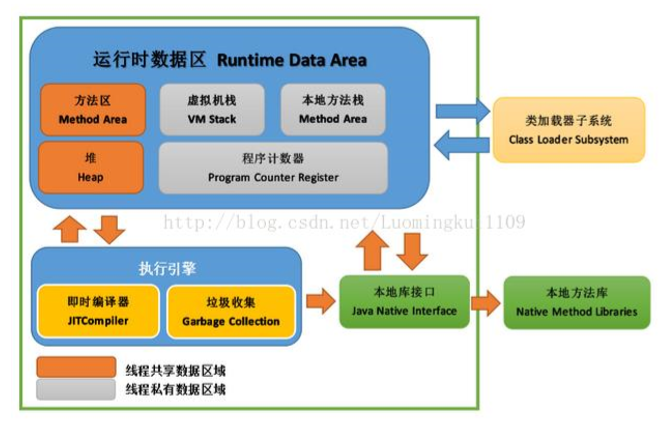 运行时数据区 Runtime Data Area
方法区
Method Area
虚拟机栈
VM Stack
本地方法栈
Method Area
堆
Heap
程序计数器
Program Counter Register
类加载器子系统
Class Loader Subsystem
http://blog.csdn.net/Luomingkui1109
执行引擎
即时编译器
JITCompiler
垃圾收集
Garbage Collection
本地库接口
Java Native Interface
本地方法库
Native Method Libraries
线程共享数据区域
线程私有数据区域